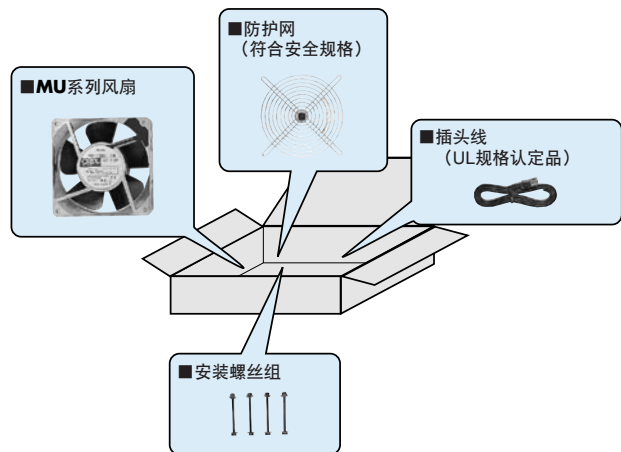 ■防护网
（符合安全规格）
■MU系列风扇
■插头线
（UL规格认定品）
■安装螺丝组